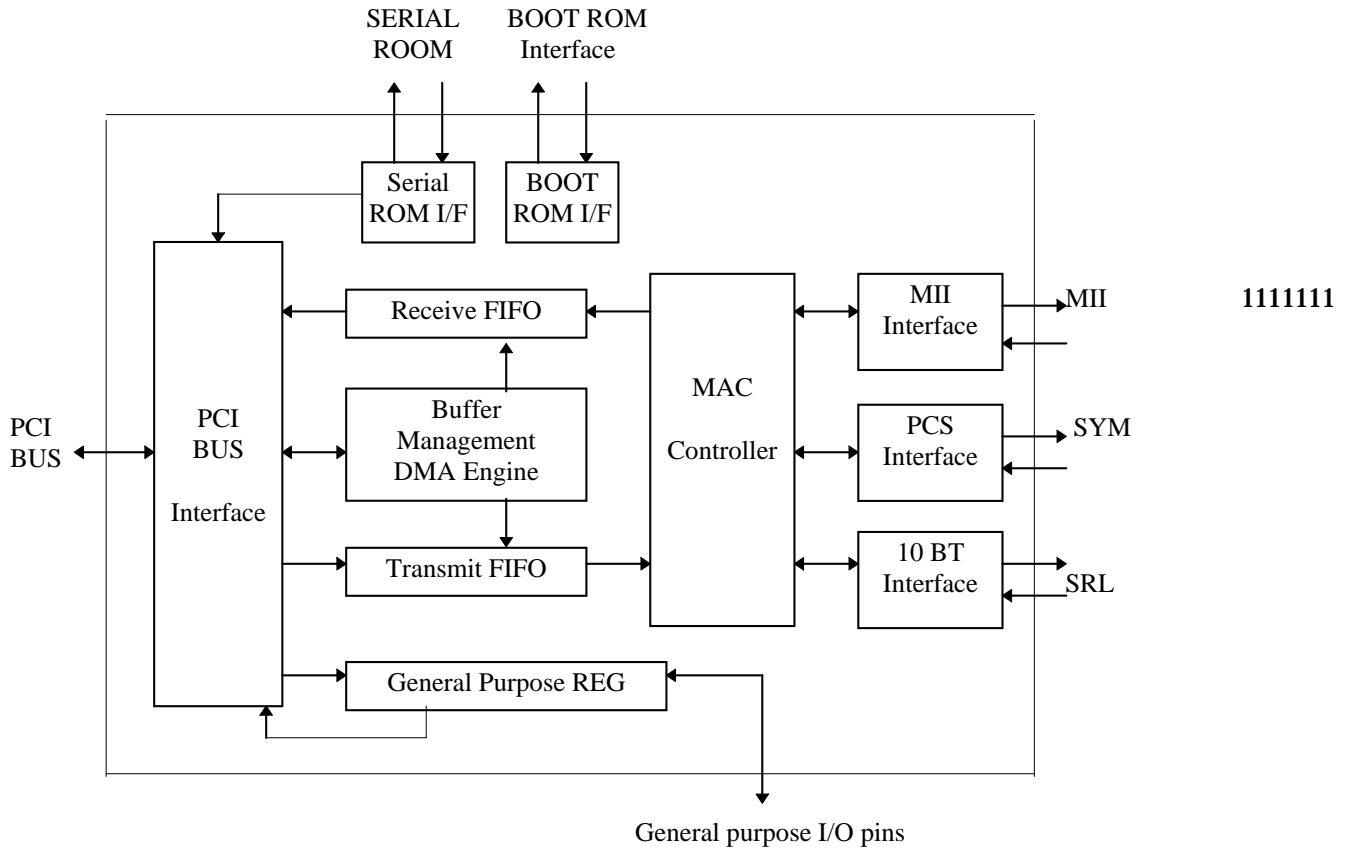 SERIAL
ROOM
BOOT ROM
Interface
Serial
ROM I/F
BOOT
ROM I/F
Receive FIFO
MII
Interface
MII
1111111
PCI
BUS
PCI
BUS
Interface
Buffer
Management
DMA Engine
MAC
Controller
PCS
Interface
SYM
Transmit FIFO
10 BT
Interface
SRL
General Purpose REG
General purpose I/O pins